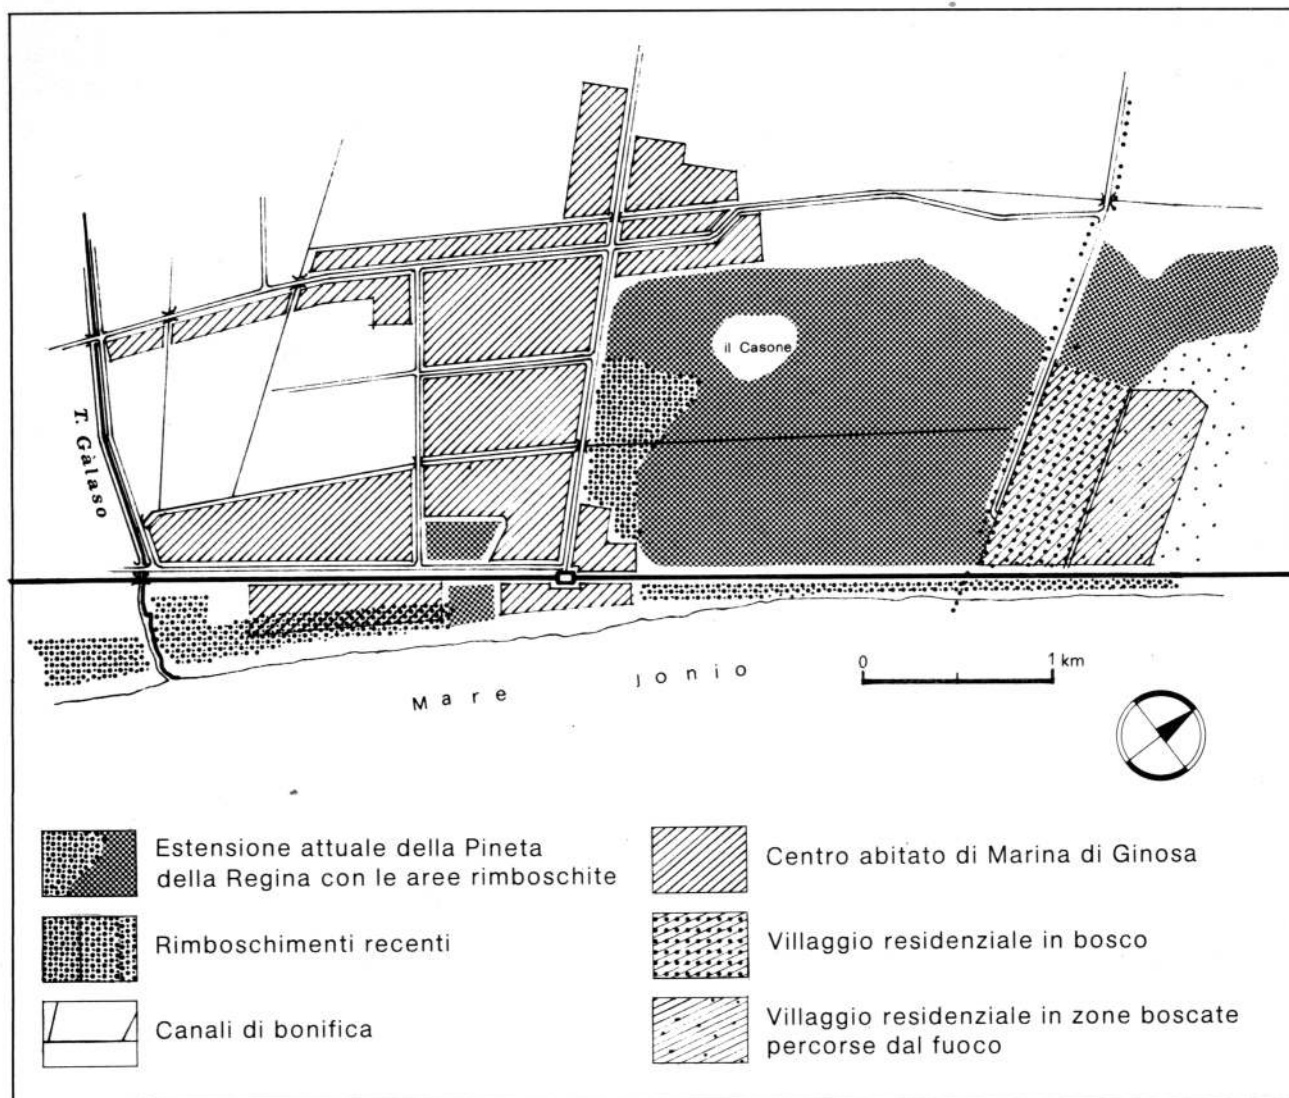 il Casone
T. Gàlaso
0 1 km
Mare Jonio
Estensione attuale della Pineta
della Regina con le aree rimboschite
Rimboschimenti recenti
Canali di bonifica
Centro abitato di Marina di Ginosa
Villaggio residenziale in bosco
Villaggio residenziale in zone boscate
percorse dal fuoco